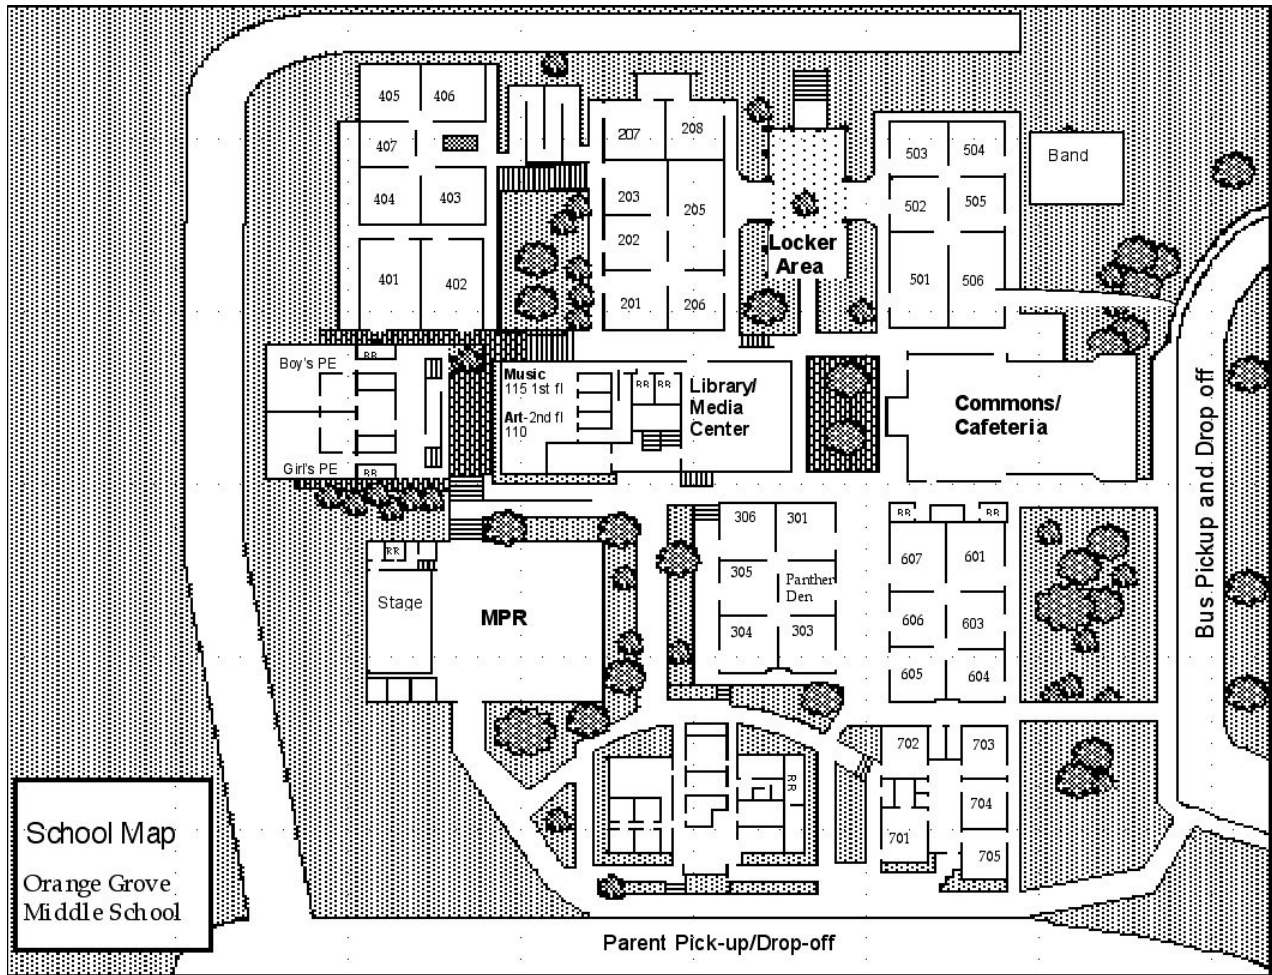 405 406
407
404 403
401 402
207 208
203
205
202
201 206
Locker
Area
503 504
502 505
501 506
Band
Boy's PE
RR
Girl's PE
RR
Music
115 1st fl
Art-2nd fl
110
RR RR
Library/
Media
Center
Commons/
Cafeteria
Bus Pickup and Drop off
RR
Stage
MPR
306 301
305
Panther
Den
304 303
RR RR
607 601
606 603
605 604
RR
702 703
704
701
705
School Map
Orange Grove
Middle School
Parent Pick-up/Drop-off